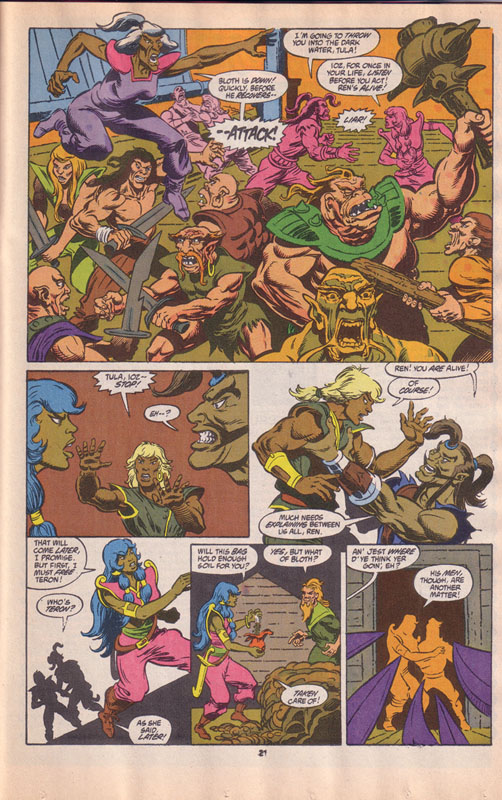 I'M GOING TO THROW
YOU INTO THE DARK
WATER, TULA!
IOZ, FOR ONCE IN
YOUR LIFE, LISTEN
BEFORE YOU ACT!
REN'S ALIVE!
BLOTH IS DOWN!
QUICKLY, BEFORE
HE RECOVERS--
--ATTACK!
LIAR!
TULA, IOZ--
STOP!
EH--?
REN! YOU ARE ALIVE!
OF
COURSE!
MUCH NEEDS
EXPLAINING BETWEEN
US ALL, REN.
THAT WILL
COME LATER,
I PROMISE.
BUT FIRST, I
MUST FREE
TERON!
WHO'S
TERON?
AS SHE
SAID,
LATER!
WILL THIS BAG
HOLD ENOUGH
SOIL FOR YOU?
YES, BUT WHAT
OF BLOTH?
TAKEN
CARE OF!
AN' JEST WHERE
D'YE THINK YER
GOIN', EH?
HIS MEN,
THOUGH, ARE
ANOTHER
MATTER!
21